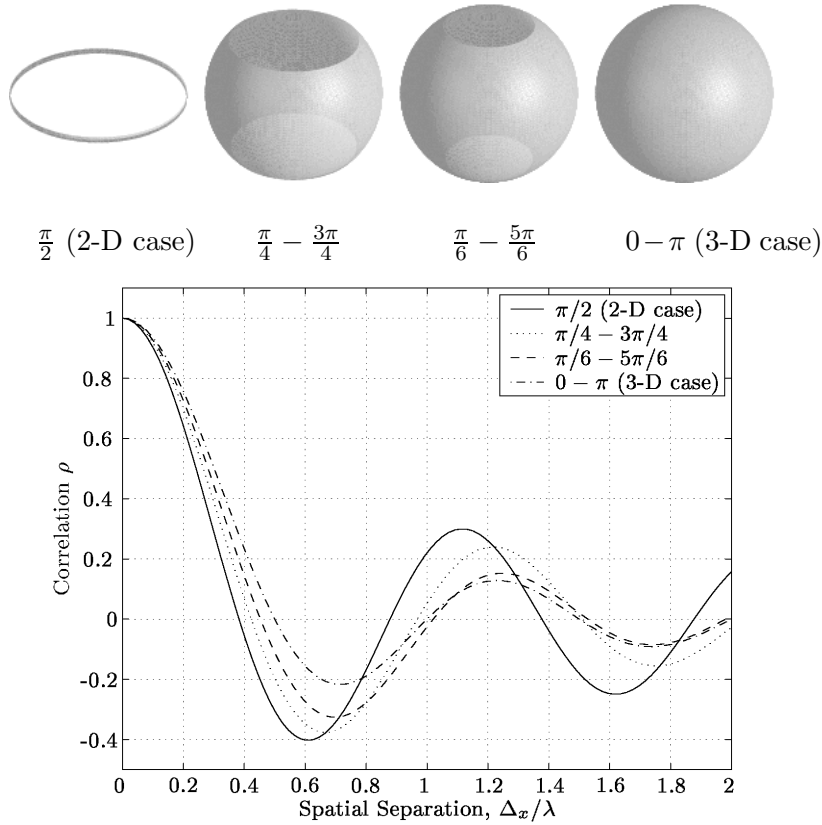 π/2 (2-D case) π/4 − 3π/4 π/6 − 5π/6 0 − π (3-D case)
π/2 (2-D case)
π/4 − 3π/4
π/6 − 5π/6
0 − π (3-D case)
1
0.8
0.6
0.4
0.2
0
-0.2
-0.4
Correlation ρ
0 0.2 0.4 0.6 0.8 1 1.2 1.4 1.6 1.8 2
Spatial Separation, Δx/λ